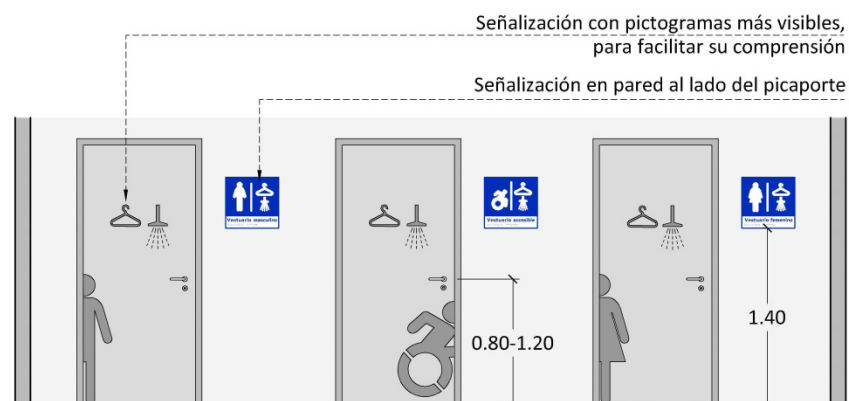 Señalización con pictogramas más visibles,
para facilitar su comprensión
Señalización en pared al lado del picaporte
Vestuario masculino
Vestuario accesible
Vestuario femenino
0.80-1.20
1.40